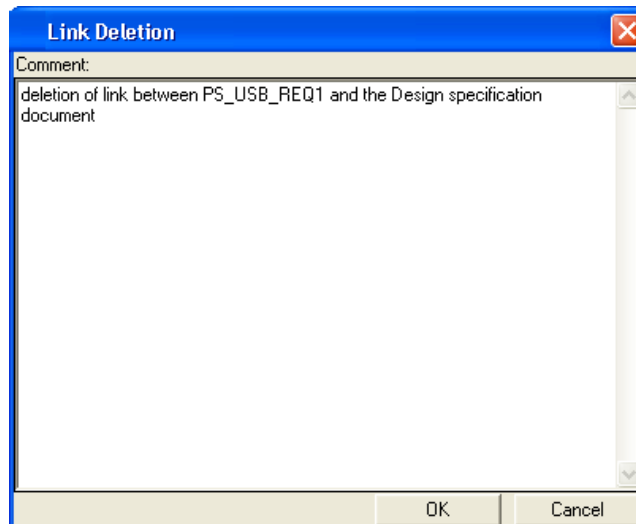 Link Deletion
Comment:
deletion of link between PS_USB_REQ1 and the Design specification
document
OK
Cancel